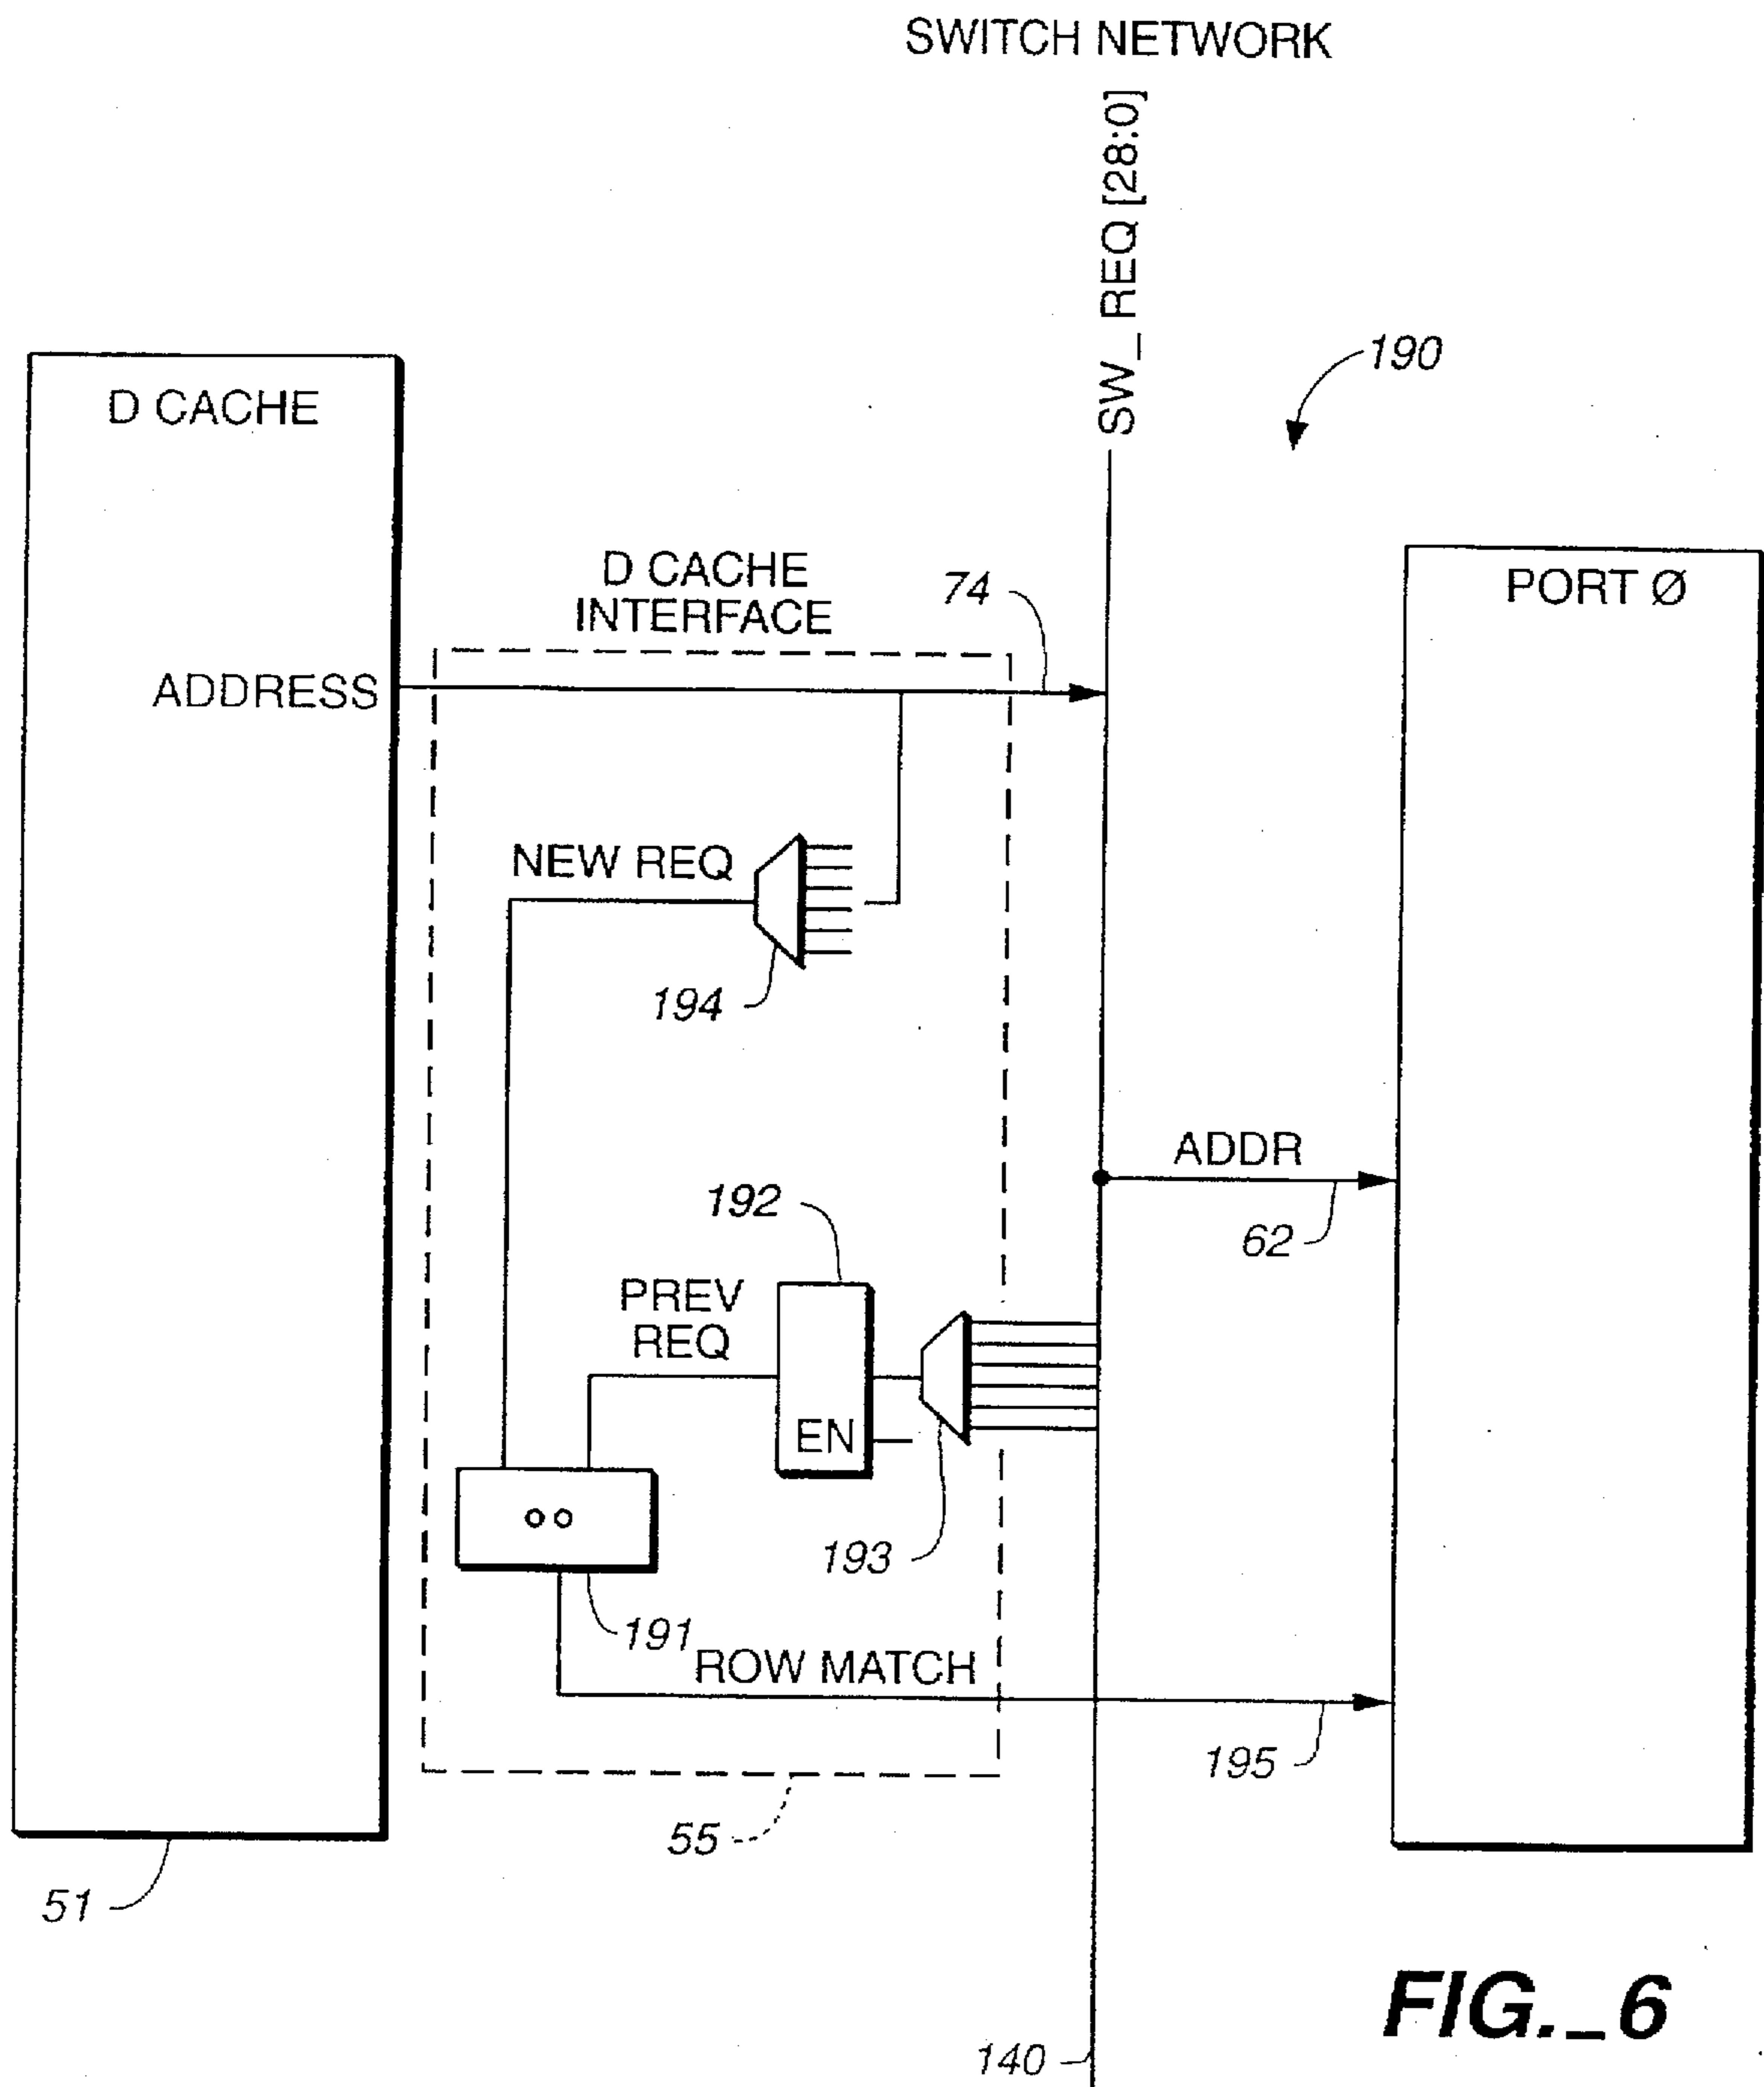 SWITCH NETWORK
SW_REQ [28:0]
190
D CACHE
D CACHE
INTERFACE
74
PORT Ø
ADDRESS
NEW REQ
194
ADDR
62
192
PREV
REQ
EN
193
191
ROW MATCH
195
55
51
140
FIG._6